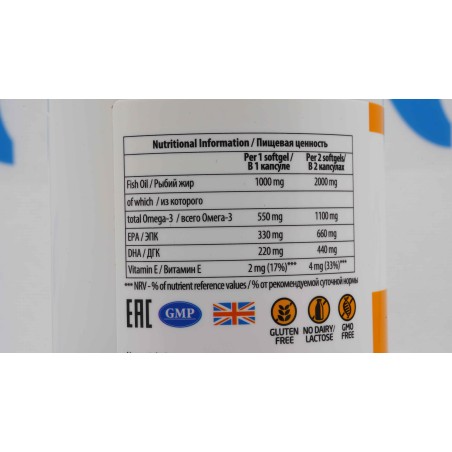 Nutritional Information / Пищевая ценность
Per 1 softgel / Per 2 softgels/
В 1 капсуле В 2 капсулах
Fish Oil / Рыбий жир 1000 mg 2000 mg
of which / из которого
total Omega-3 / всего Омега-3 550 mg 1100 mg
EPA / ЭПК 330 mg 660 mg
DHA / ДГК 220 mg 440 mg
Vitamin E / Витамин Е 2 mg (17%)*** 4 mg (33%)***
*** NRV - % of nutrient reference values / % от рекомендуемой суточной нормы
EAC GMP
GLUTEN FREE
NO DAIRY/ LACTOSE
GMO FREE